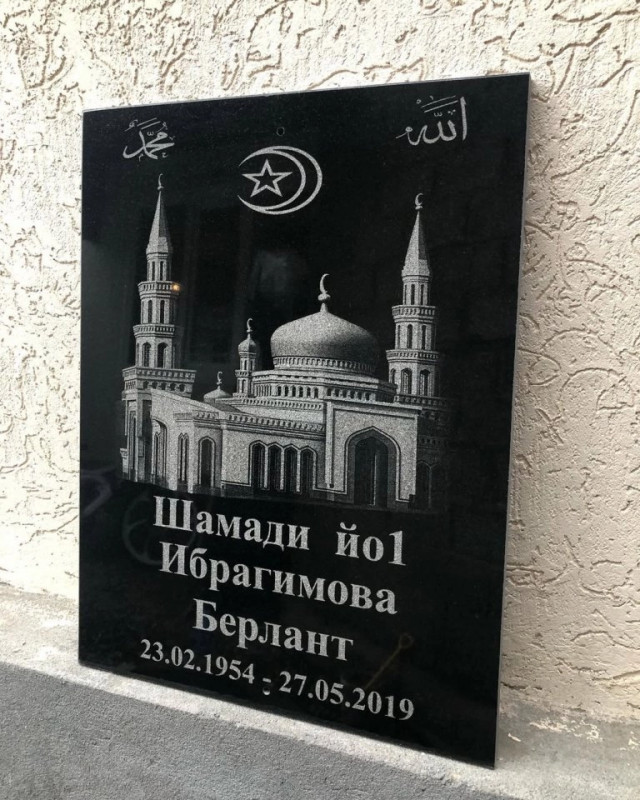 محمد الله
Шамади йо1
Ибрагимова
Берлант
23.02.1954 - 27.05.2019